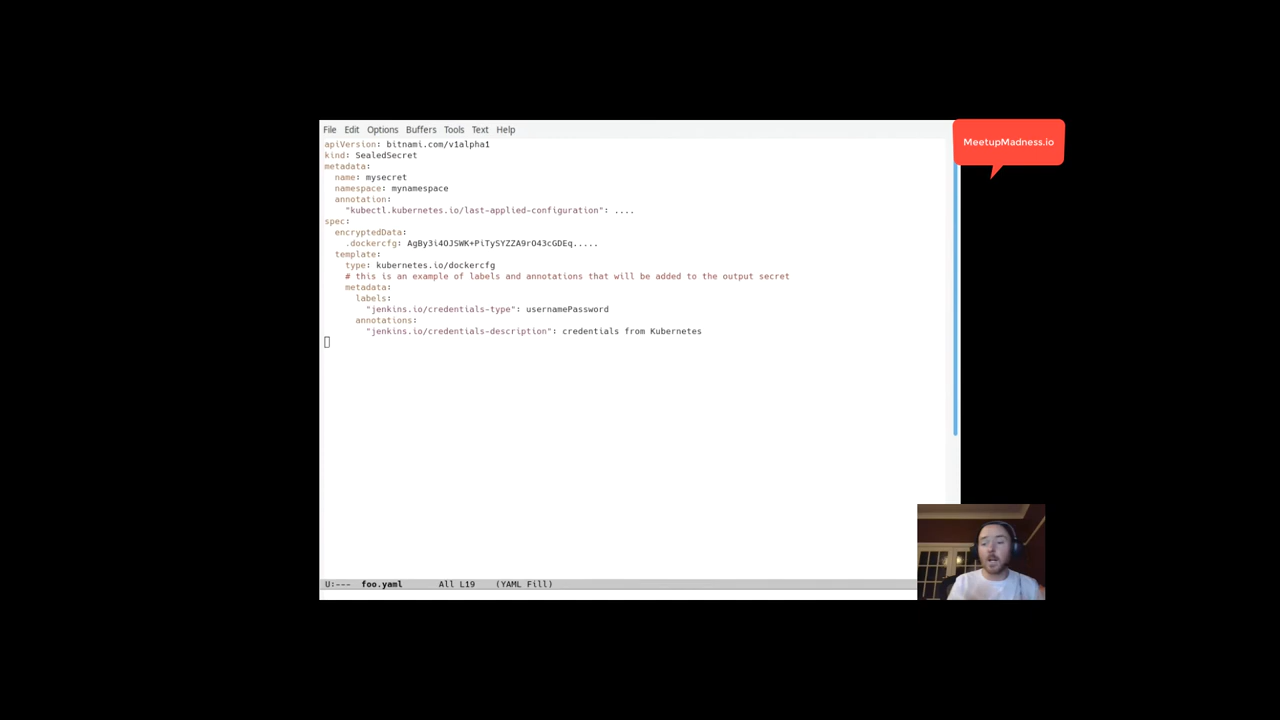 File Edit Options Buffers Tools Text Help
MeetupMadness.io
apiVersion: bitnami.com/v1alpha1
kind: SealedSecret
metadata:
  name: mysecret
  namespace: mynamespace
  annotation:
    "kubectl.kubernetes.io/last-applied-configuration": ....
spec:
  encryptedData:
    .dockercfg: AgBy3i4OJSWK+PiTySYZZA9rO43cGDEq.....
  template:
    type: kubernetes.io/dockercfg
    # this is an example of labels and annotations that will be added to the output secret
    metadata:
      labels:
        "jenkins.io/credentials-type": usernamePassword
      annotations:
        "jenkins.io/credentials-description": credentials from Kubernetes
U:--- foo.yaml All L19 (YAML Fill)